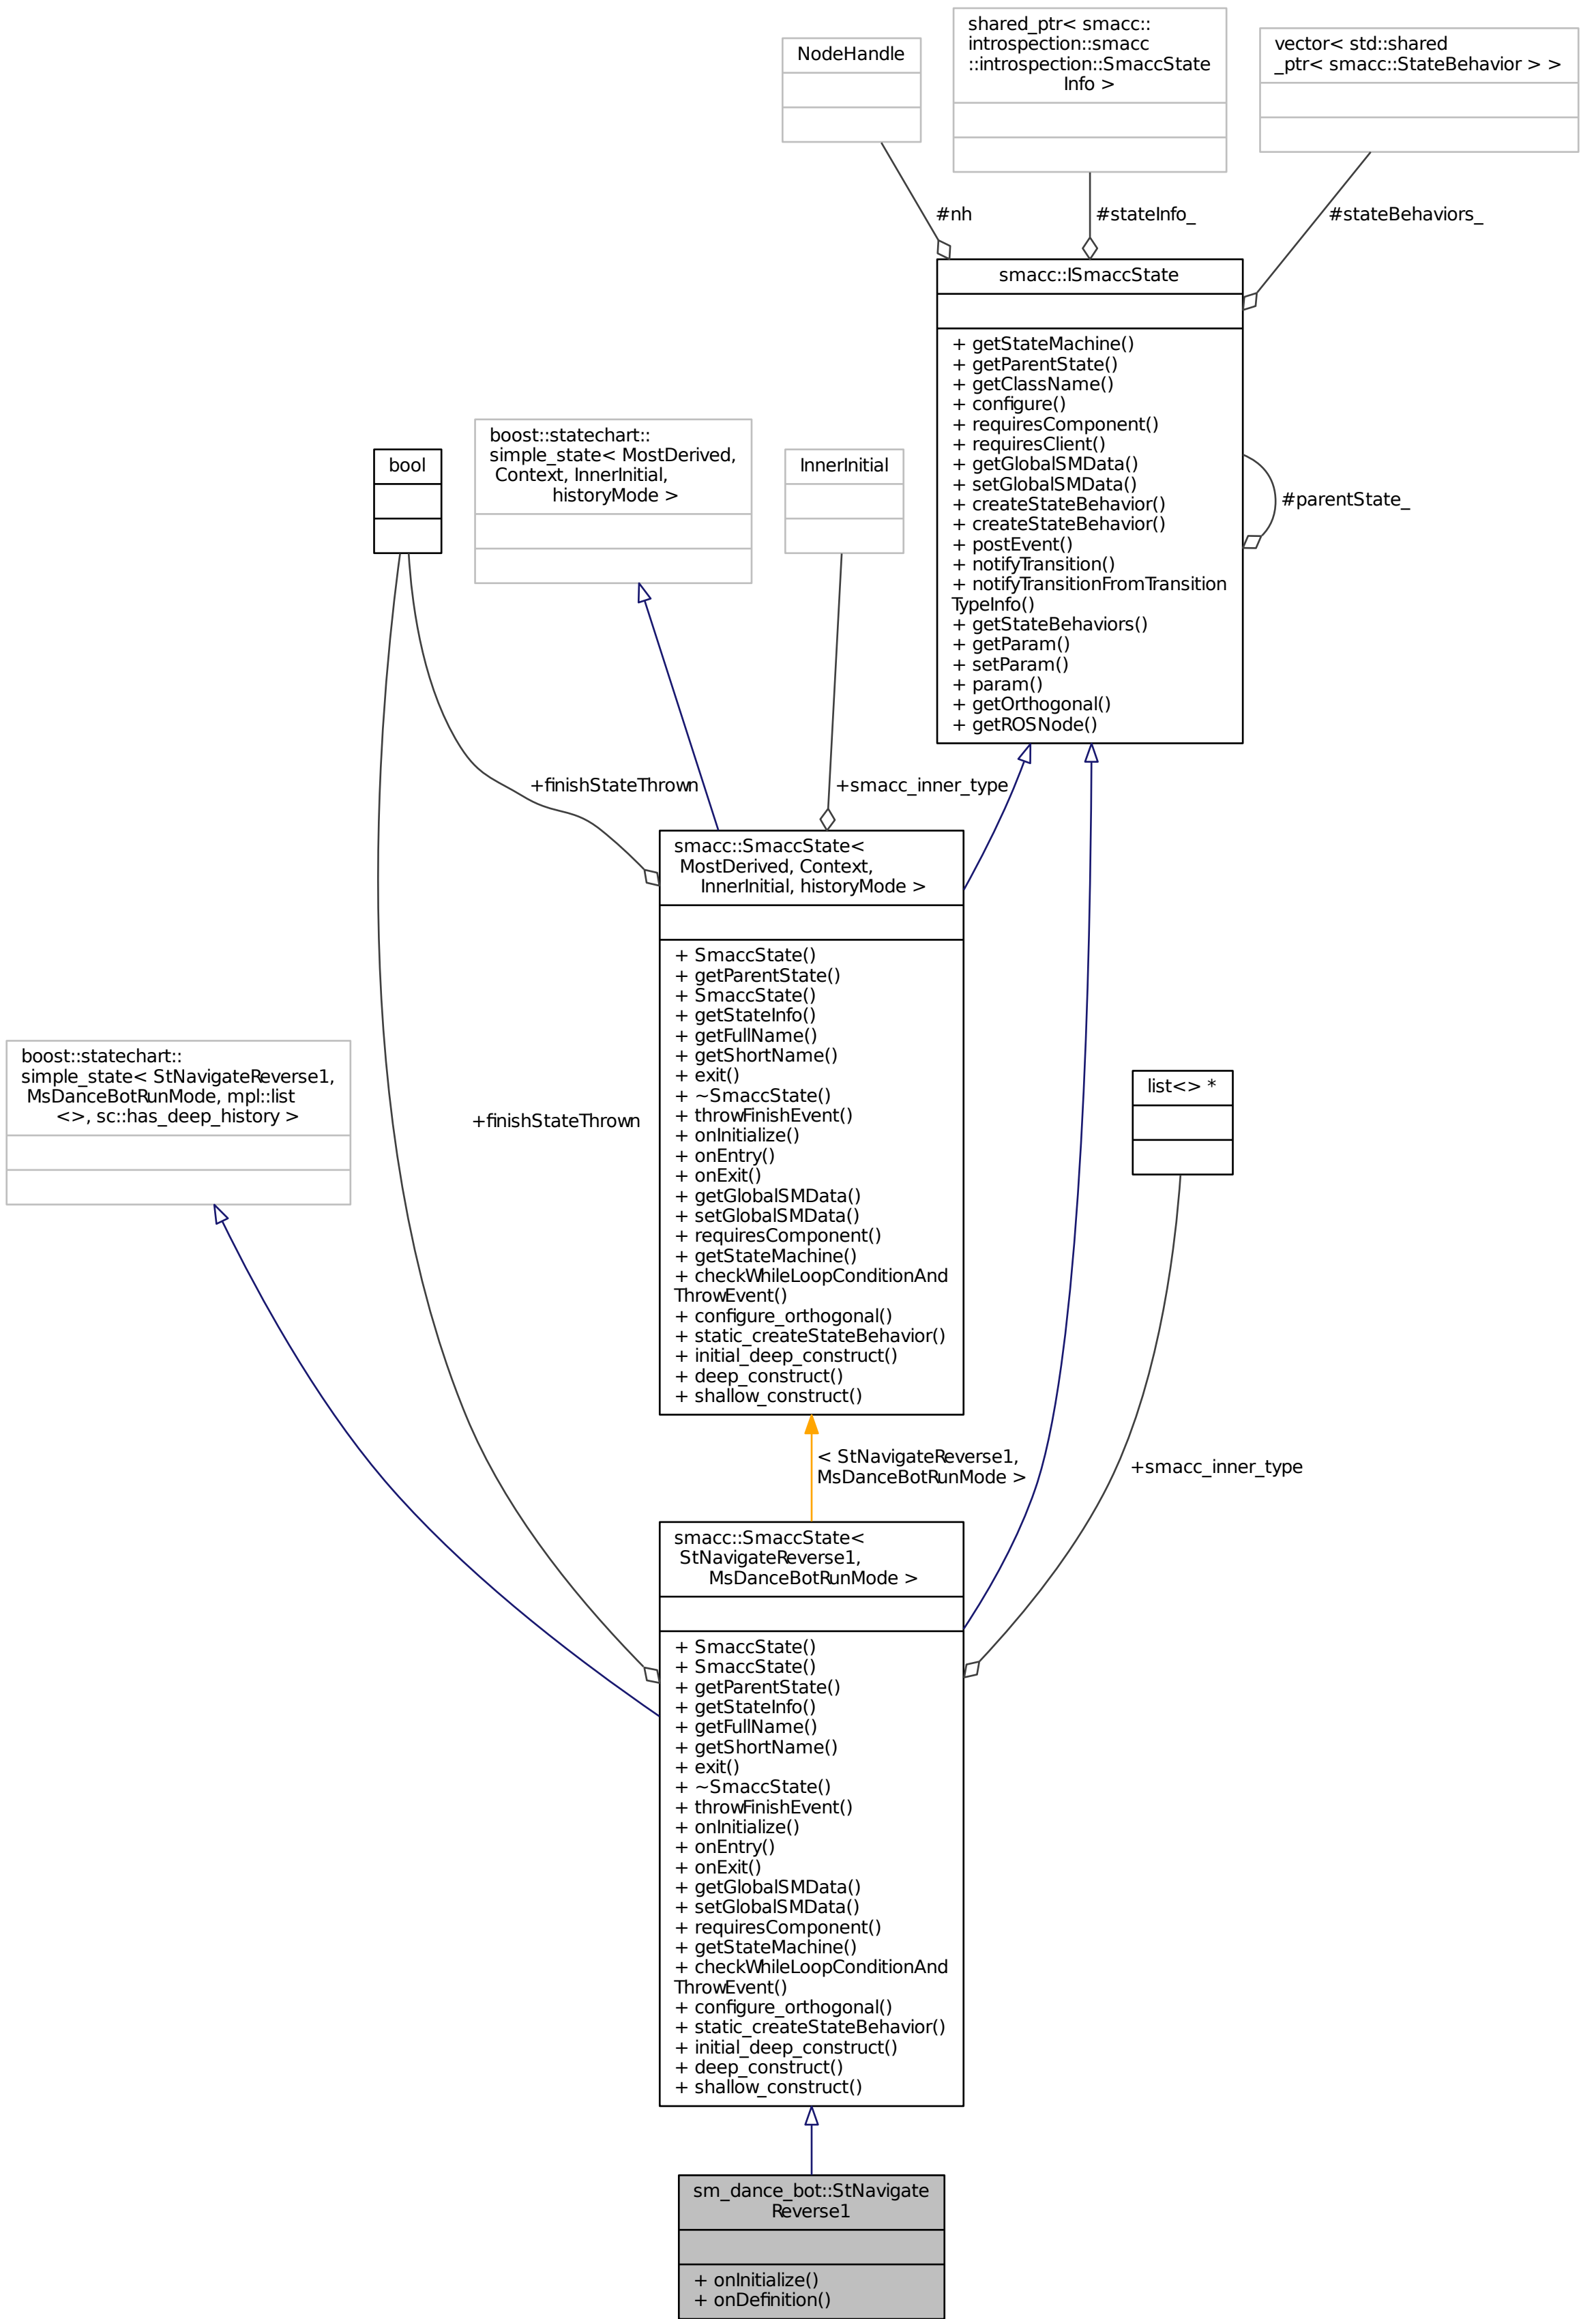 NodeHandle
shared_ptr< smacc::
introspection::smacc
::introspection::SmaccState
Info >
vector< std::shared
_ptr< smacc::StateBehavior > >
#nh
#stateInfo_
#stateBehaviors_
smacc::ISmaccState
+ getStateMachine()
+ getParentState()
+ getClassName()
+ configure()
+ requiresComponent()
+ requiresClient()
+ getGlobalSMData()
+ setGlobalSMData()
+ createStateBehavior()
+ createStateBehavior()
+ postEvent()
+ notifyTransition()
+ notifyTransitionFromTransition
TypeInfo()
+ getStateBehaviors()
+ getParam()
+ setParam()
+ param()
+ getOrthogonal()
+ getROSNode()
#parentState_
bool
boost::statechart::
simple_state< MostDerived,
Context, InnerInitial,
historyMode >
InnerInitial
+finishStateThrown
+smacc_inner_type
smacc::SmaccState<
MostDerived, Context,
InnerInitial, historyMode >
+ SmaccState()
+ getParentState()
+ SmaccState()
+ getStateInfo()
+ getFullName()
+ getShortName()
+ exit()
+ ~SmaccState()
+ throwFinishEvent()
+ onInitialize()
+ onEntry()
+ onExit()
+ getGlobalSMData()
+ setGlobalSMData()
+ requiresComponent()
+ getStateMachine()
+ checkWhileLoopConditionAnd
ThrowEvent()
+ configure_orthogonal()
+ static_createStateBehavior()
+ initial_deep_construct()
+ deep_construct()
+ shallow_construct()
boost::statechart::
simple_state< StNavigateReverse1,
MsDanceBotRunMode, mpl::list
<>, sc::has_deep_history >
+finishStateThrown
list<> *
< StNavigateReverse1,
MsDanceBotRunMode >
+smacc_inner_type
smacc::SmaccState<
StNavigateReverse1,
MsDanceBotRunMode >
+ SmaccState()
+ SmaccState()
+ getParentState()
+ getStateInfo()
+ getFullName()
+ getShortName()
+ exit()
+ ~SmaccState()
+ throwFinishEvent()
+ onInitialize()
+ onEntry()
+ onExit()
+ getGlobalSMData()
+ setGlobalSMData()
+ requiresComponent()
+ getStateMachine()
+ checkWhileLoopConditionAnd
ThrowEvent()
+ configure_orthogonal()
+ static_createStateBehavior()
+ initial_deep_construct()
+ deep_construct()
+ shallow_construct()
sm_dance_bot::StNavigate
Reverse1
+ onInitialize()
+ onDefinition()